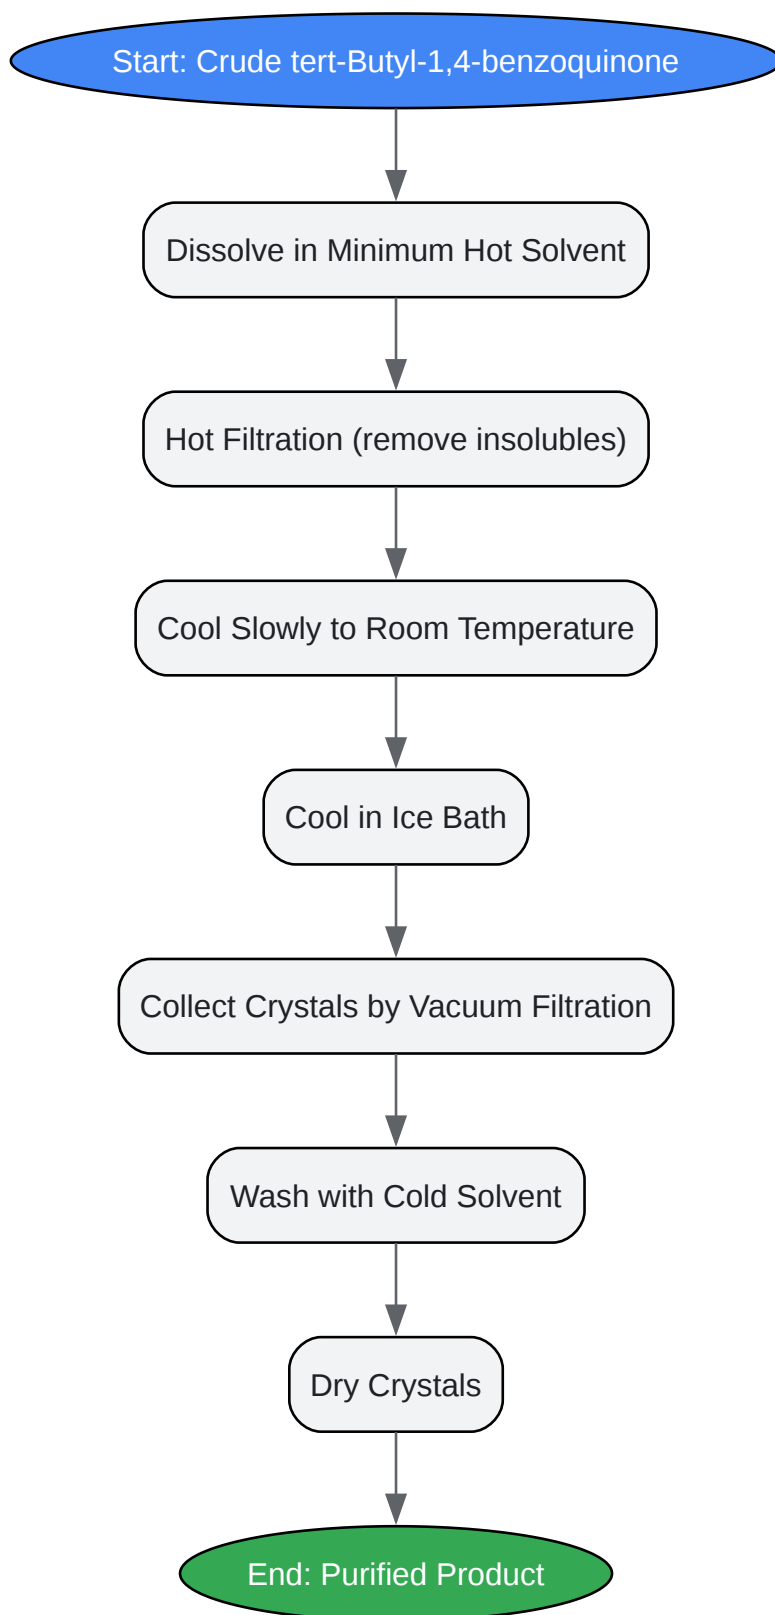 Start: Crude tert-Butyl-1,4-benzoquinone
Dissolve in Minimum Hot Solvent
Hot Filtration (remove insolubles)
Cool Slowly to Room Temperature
Cool in Ice Bath
Collect Crystals by Vacuum Filtration
Wash with Cold Solvent
Dry Crystals
End: Purified Product